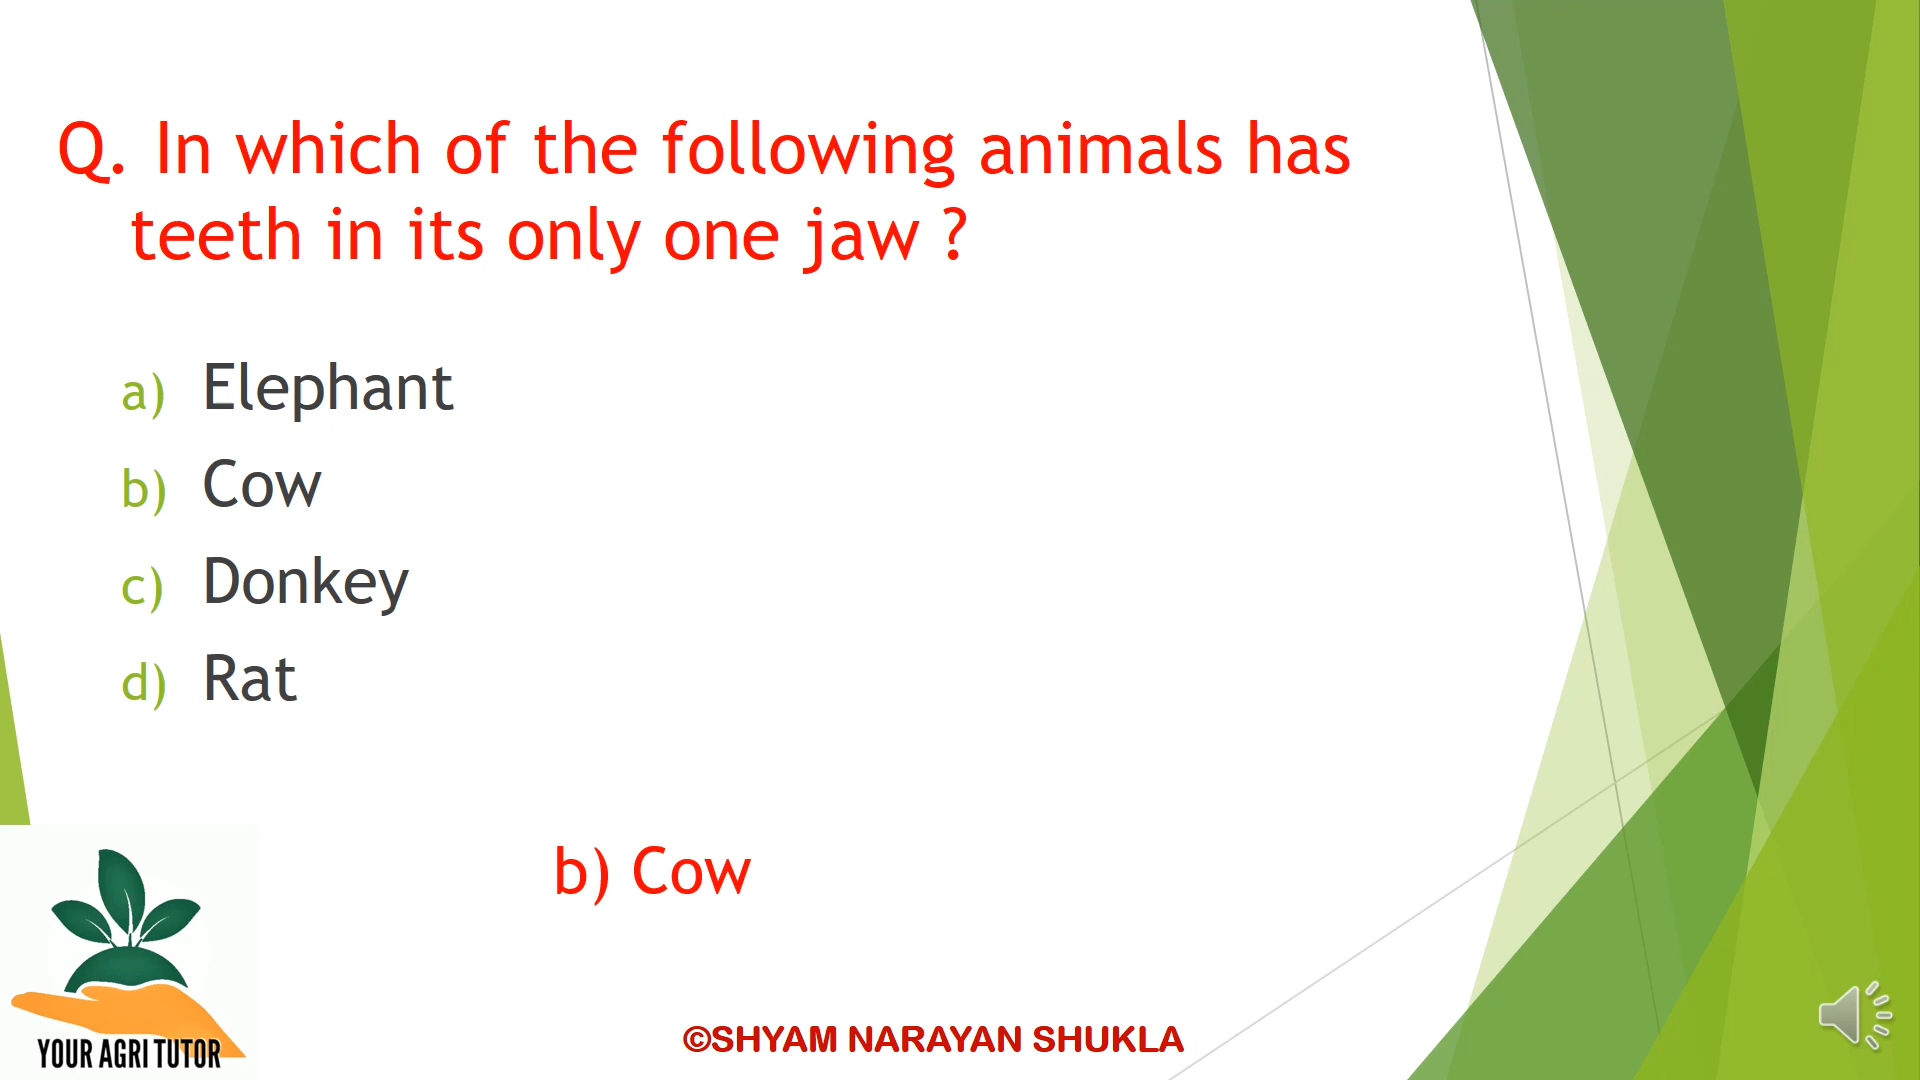 Q. In which of the following animals has
teeth in its only one jaw ?
a) Elephant
b) Cow
c) Donkey
d) Rat
b) Cow
YOUR AGRI TUTOR
©SHYAM NARAYAN SHUKLA